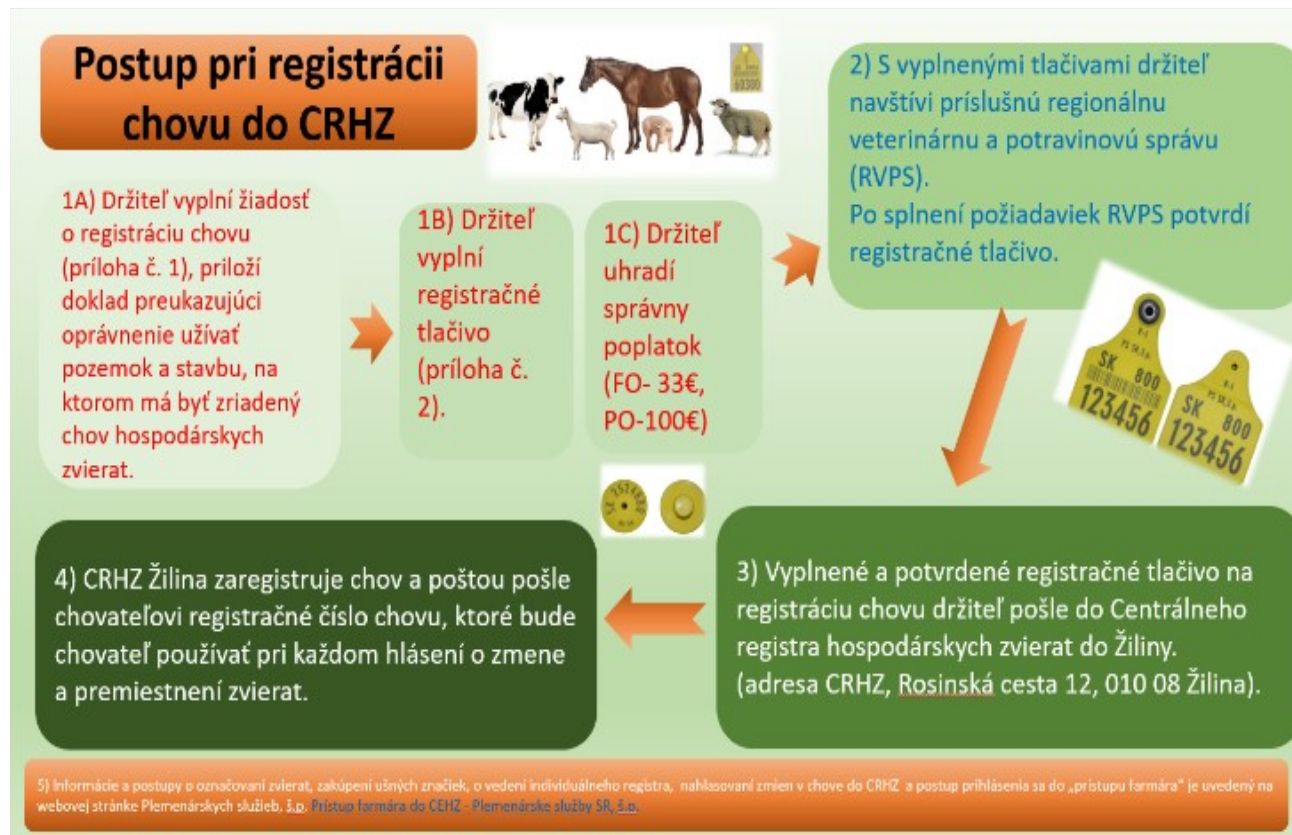 Postup pri registrácii
chovu do CRHZ
60300
1A) Držiteľ vyplní žiadosť
o registráciu chovu
(príloha č. 1), priloží
doklad preukazujúci
oprávnenie užívať
pozemok a stavbu, na
ktorom má byť zriadený
chov hospodárskych
zvierat.
1B) Držiteľ
vyplní
registračné
tlačivo
(príloha č.
2).
1C) Držiteľ
uhradí
správny
poplatok
(FO- 33€,
PO-100€)
2) S vyplnenými tlačivami držiteľ
navštívi príslušnú regionálnu
veterinárnu a potravinovú správu
(RVPS).
Po splnení požiadaviek RVPS potvrdí
registračné tlačivo.
SK 800
123456
SK 800
123456
3) Vyplnené a potvrdené registračné tlačivo na
registráciu chovu držiteľ pošle do Centrálneho
registra hospodárskych zvierat do Žiliny.
(adresa CRHZ, Rosinská cesta 12, 010 08 Žilina).
4) CRHZ Žilina zaregistruje chov a poštou pošle
chovateľovi registračné číslo chovu, ktoré bude
chovateľ používať pri každom hlásení o zmene
a premiestnení zvierat.
5) Informácie a postupy o označovaní zvierat, zakúpení ušných značiek, o vedení individuálneho registra, nahlasovaní zmien v chove do CRHZ a postup prihlásenia sa do „prístupu farmára“ je uvedený na
webovej stránke Plemenárskych služieb, š.p. Prístup farmára do CEHZ - Plemenárske služby SR, š.p.